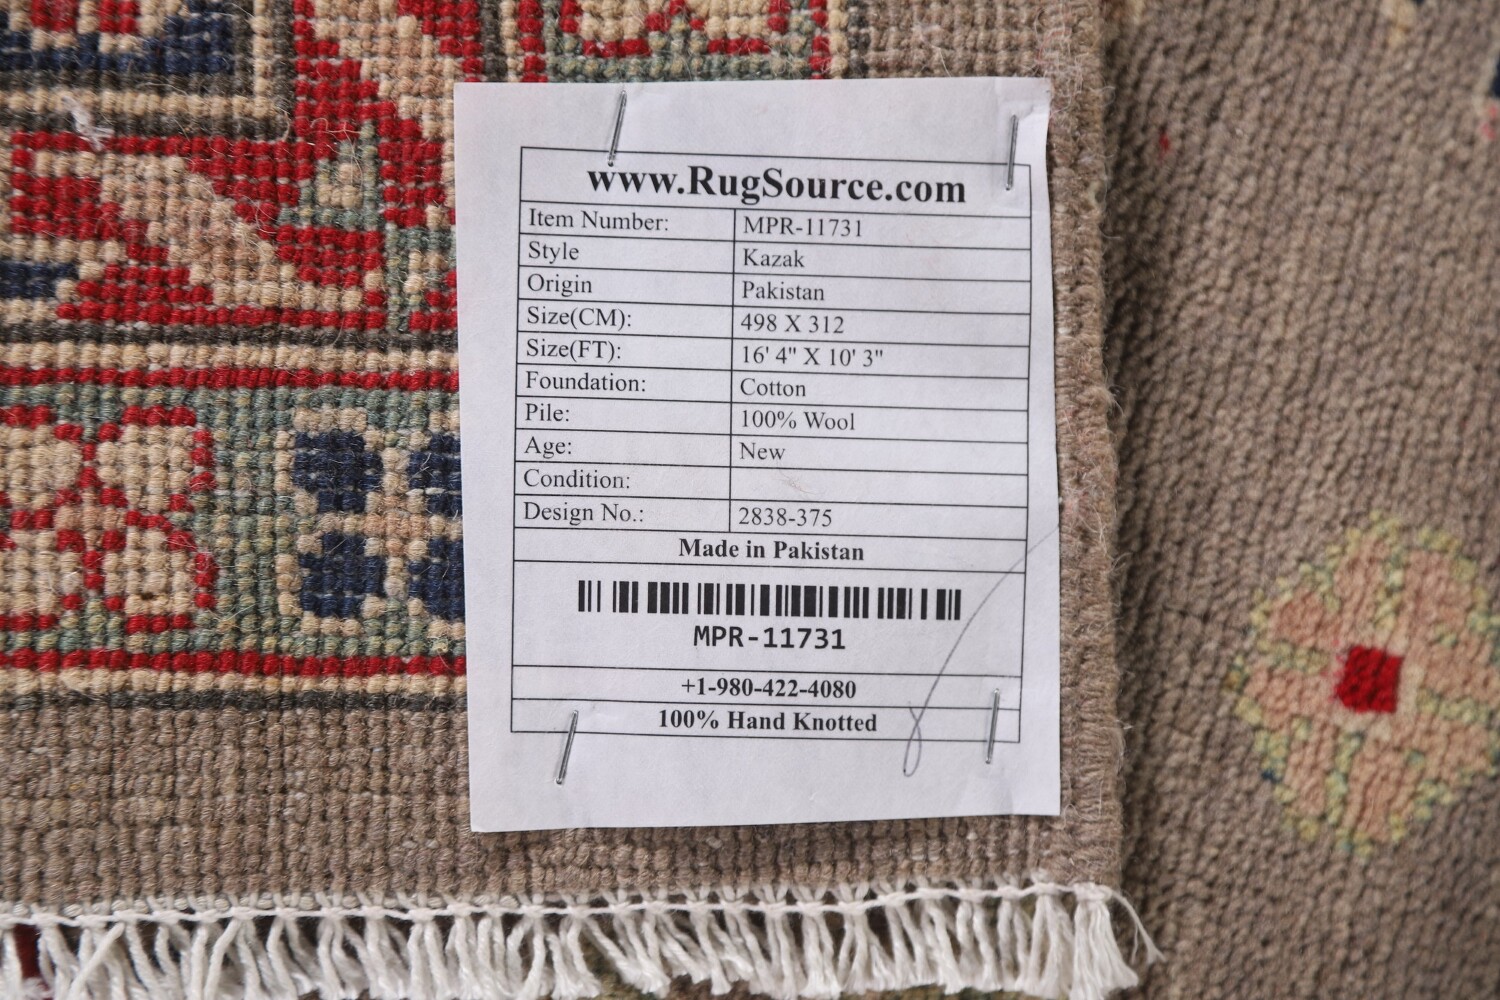 www.RugSource.com
Item Number: MPR-11731
Style Kazak
Origin Pakistan
Size(CM): 498 X 312
Size(FT): 16' 4" X 10' 3"
Foundation: Cotton
Pile: 100% Wool
Age: New
Condition:
Design No.: 2838-375
Made in Pakistan
MPR-11731
+1-980-422-4080
100% Hand Knotted